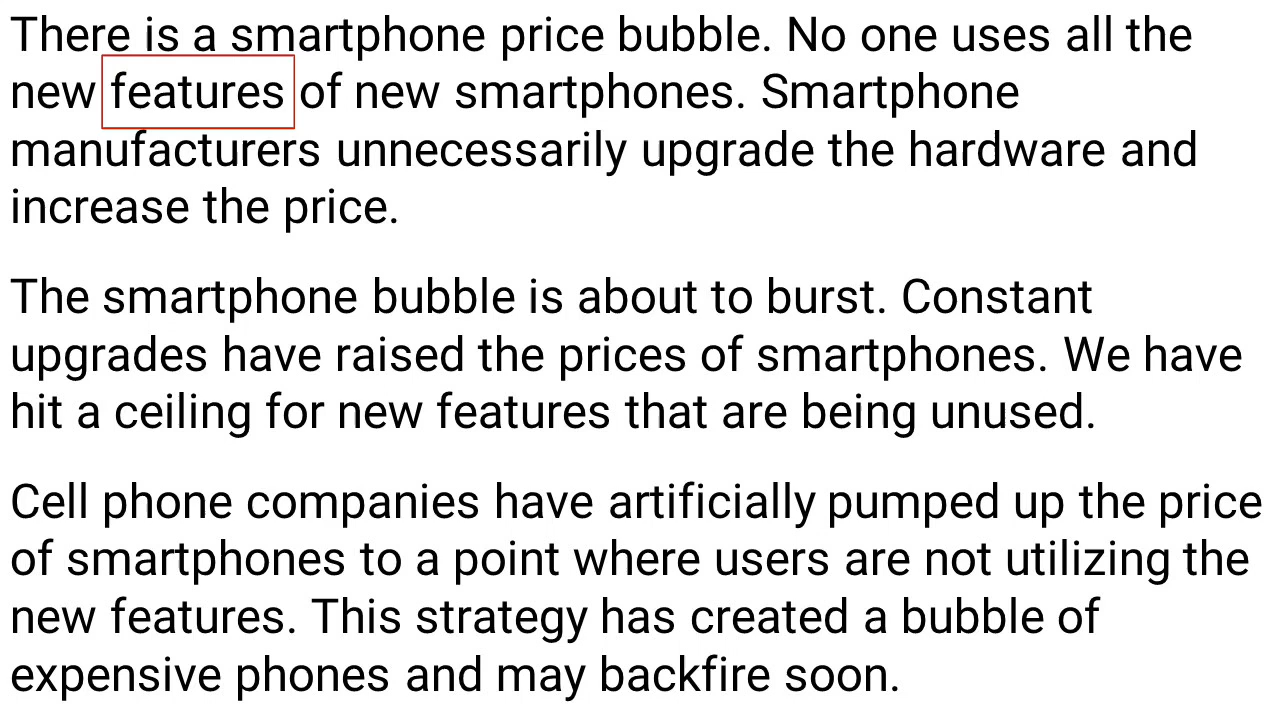 There is a smartphone price bubble. No one uses all the
new features of new smartphones. Smartphone
manufacturers unnecessarily upgrade the hardware and
increase the price.
The smartphone bubble is about to burst. Constant
upgrades have raised the prices of smartphones. We have
hit a ceiling for new features that are being unused.
Cell phone companies have artificially pumped up the price
of smartphones to a point where users are not utilizing the
new features. This strategy has created a bubble of
expensive phones and may backfire soon.